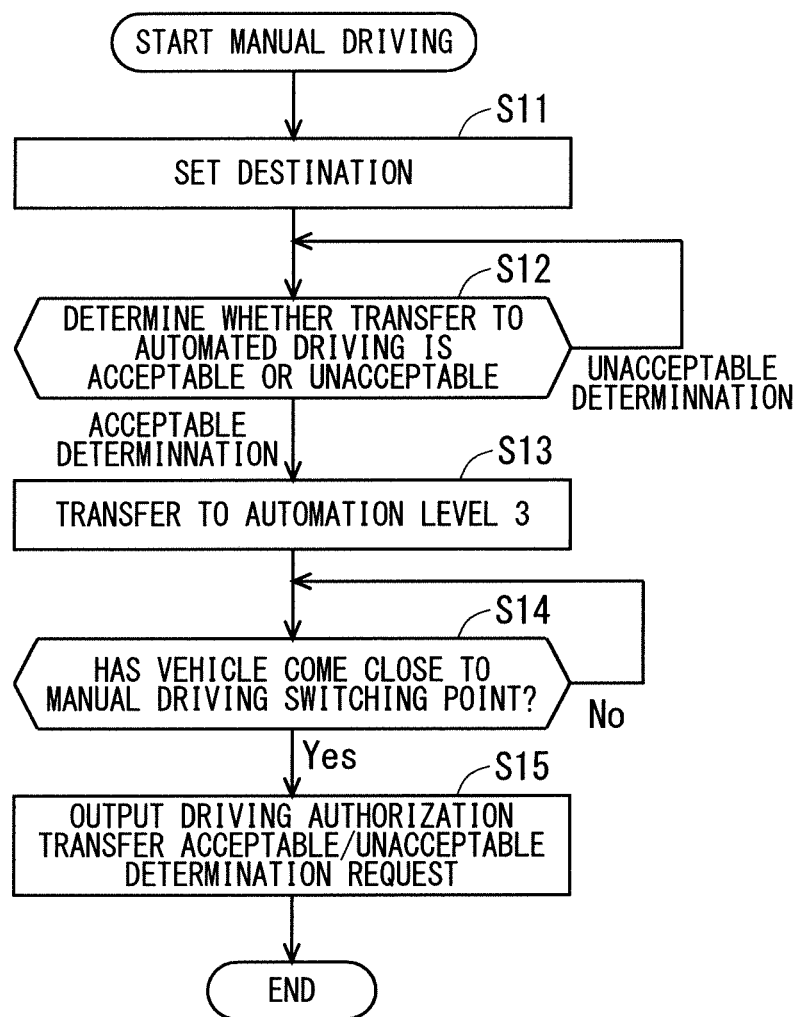 START MANUAL DRIVING
S11
SET DESTINATION
S12
DETERMINE WHETHER TRANSFER TO
AUTOMATED DRIVING IS
ACCEPTABLE OR UNACCEPTABLE
UNACCEPTABLE
DETERMINNATION
ACCEPTABLE
DETERMINNATION
S13
TRANSFER TO AUTOMATION LEVEL 3
S14
HAS VEHICLE COME CLOSE TO
MANUAL DRIVING SWITCHING POINT?
No
Yes
S15
OUTPUT DRIVING AUTHORIZATION
TRANSFER ACCEPTABLE/UNACCEPTABLE
DETERMINATION REQUEST
END